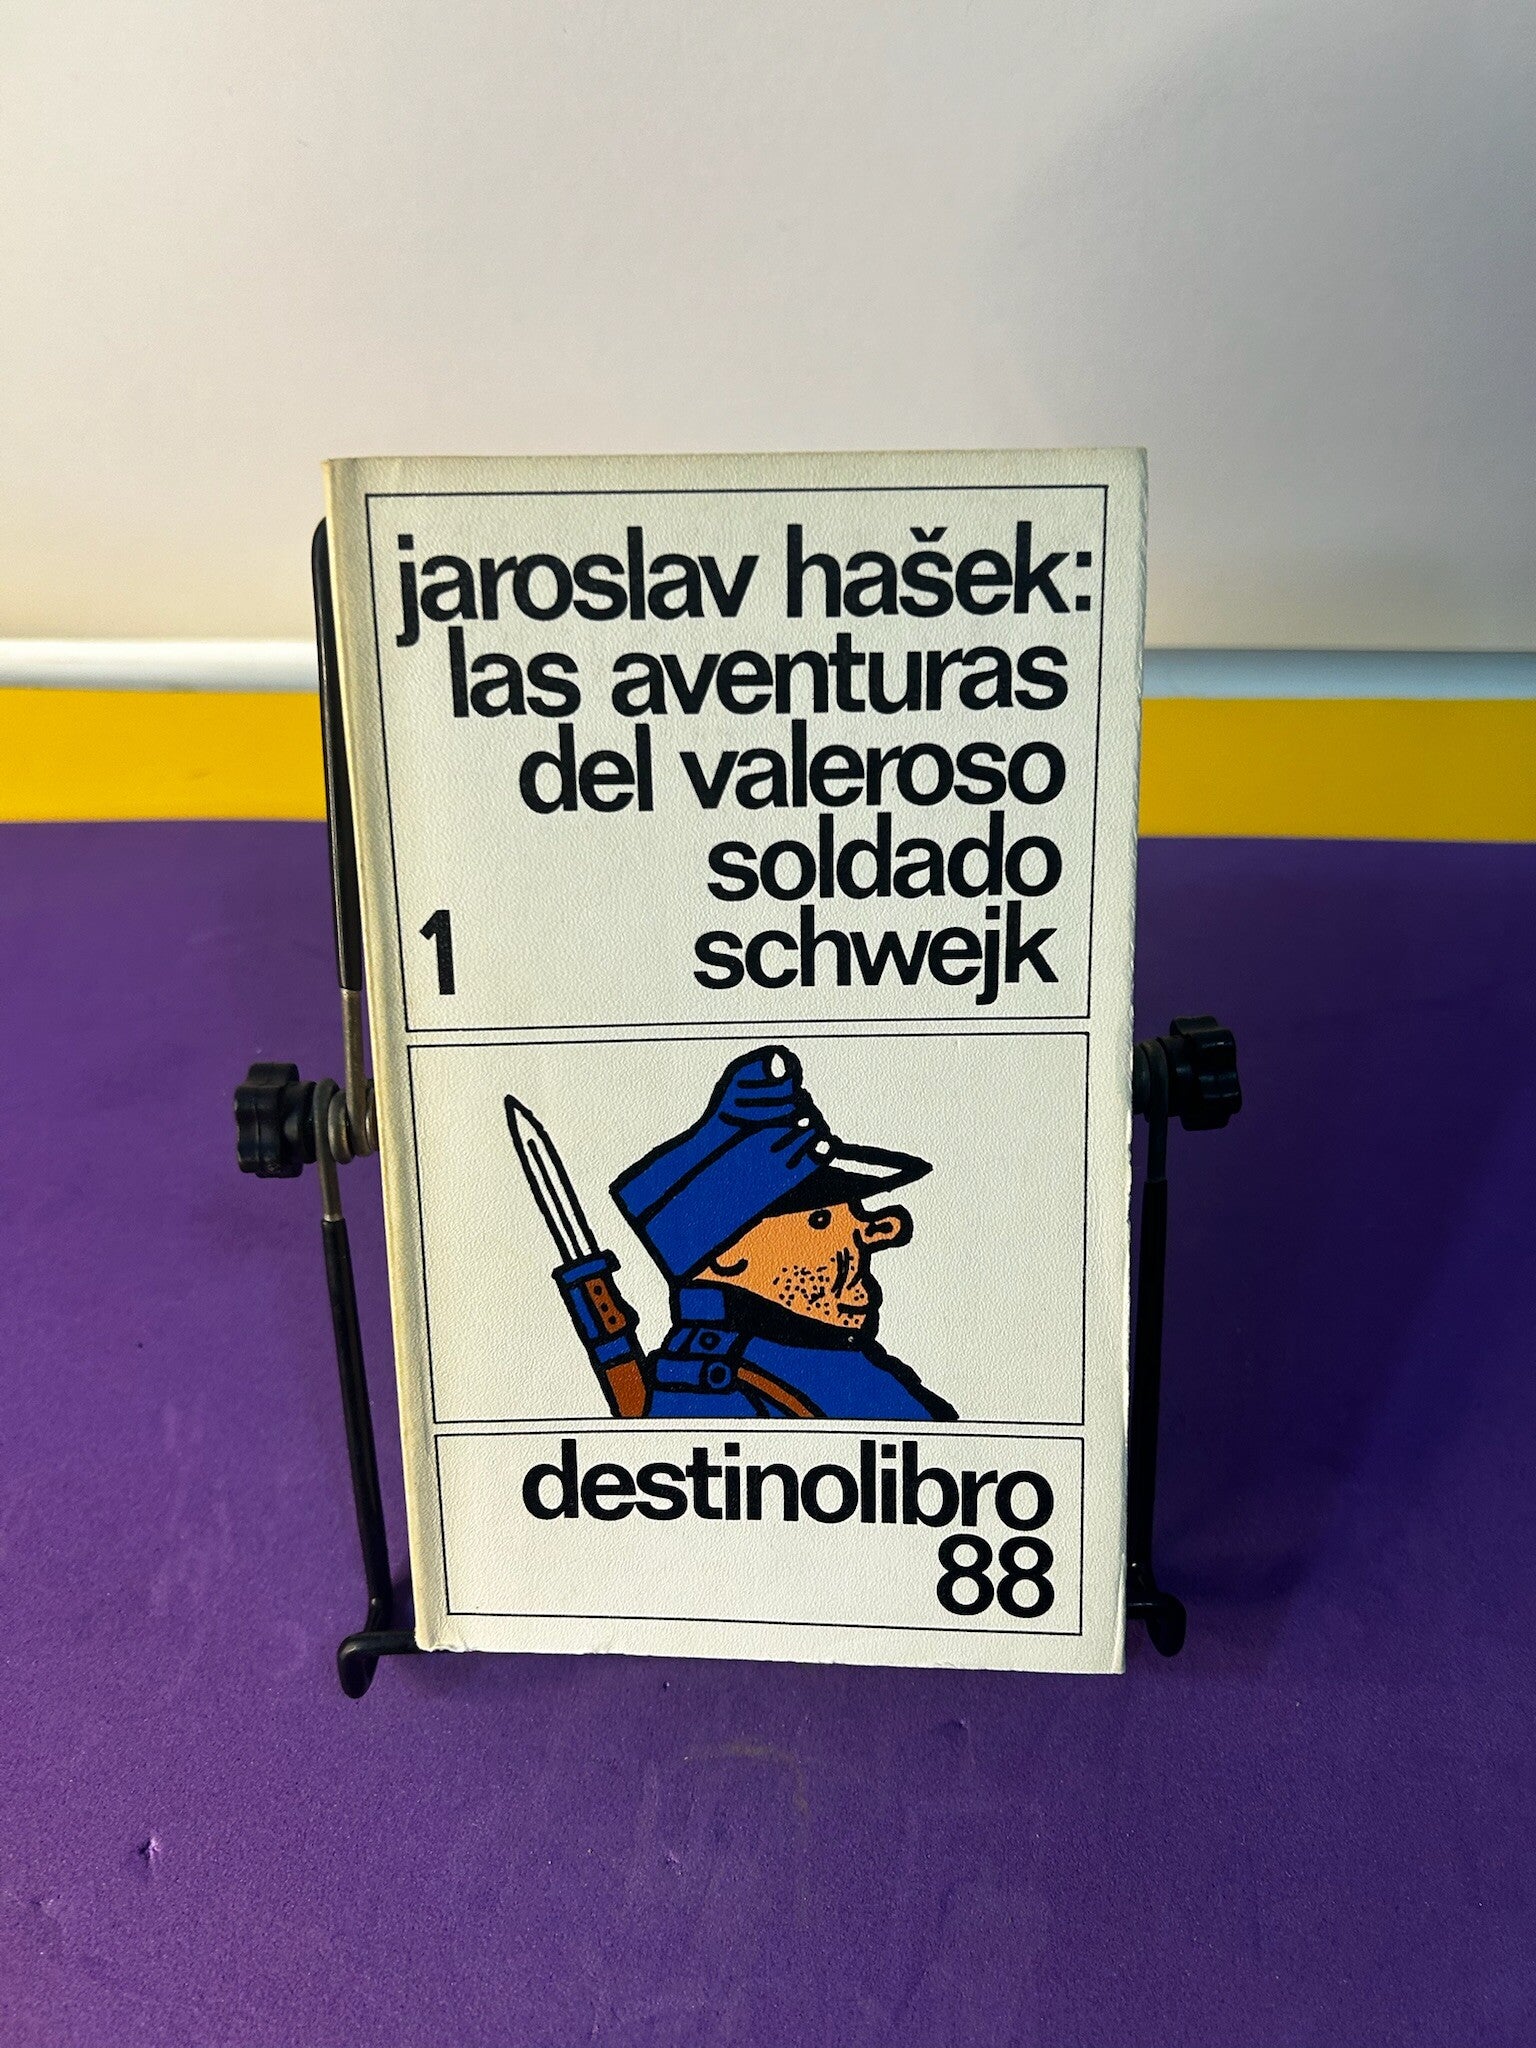 jaroslav hašek:
las aventuras
del valeroso
soldado
1 schwejk
destinolibro
88